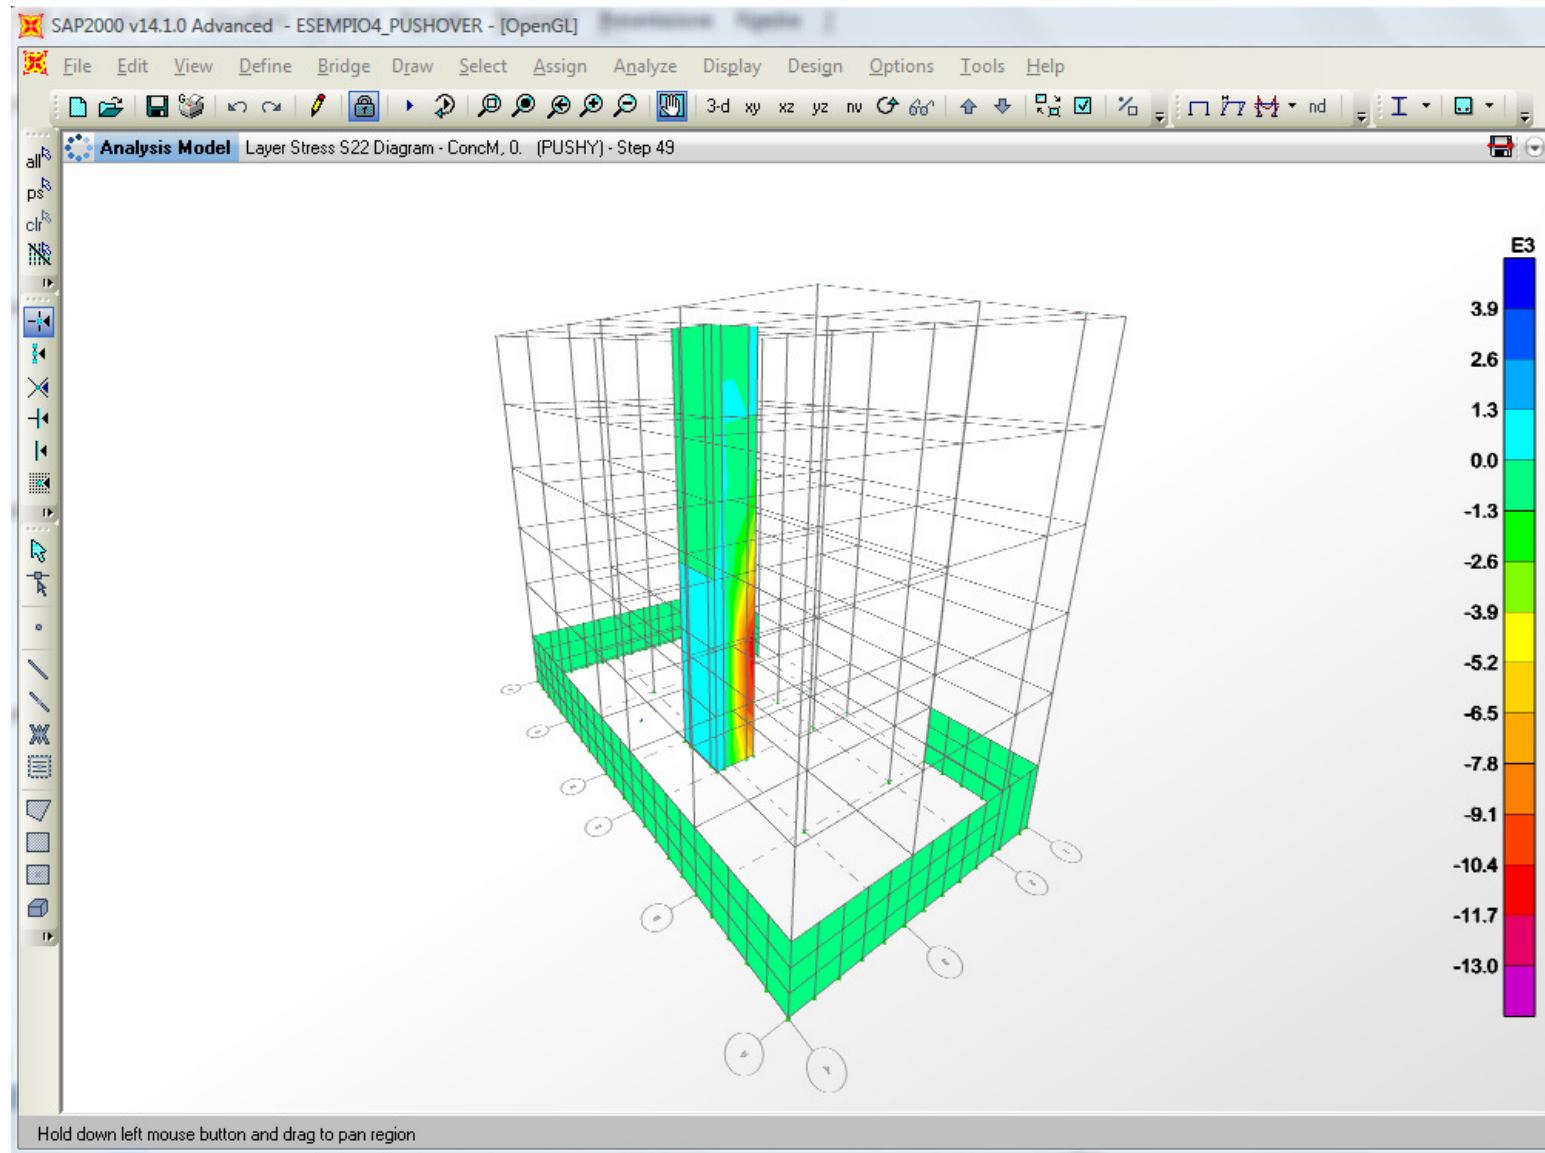 SAP2000 v14.1.0 Advanced - ESEMPIO4_PUSHOVER - [OpenGL]
File Edit View Define Bridge Draw Select Assign Analyze Display Design Options Tools Help
3-d xy xz yz nv nd
Analysis Model Layer Stress S22 Diagram - ConcM, 0. (PUSHY) - Step 49
all
ps
clr
E3
3.9
2.6
1.3
0.0
-1.3
-2.6
-3.9
-5.2
-6.5
-7.8
-9.1
-10.4
-11.7
-13.0
Hold down left mouse button and drag to pan region